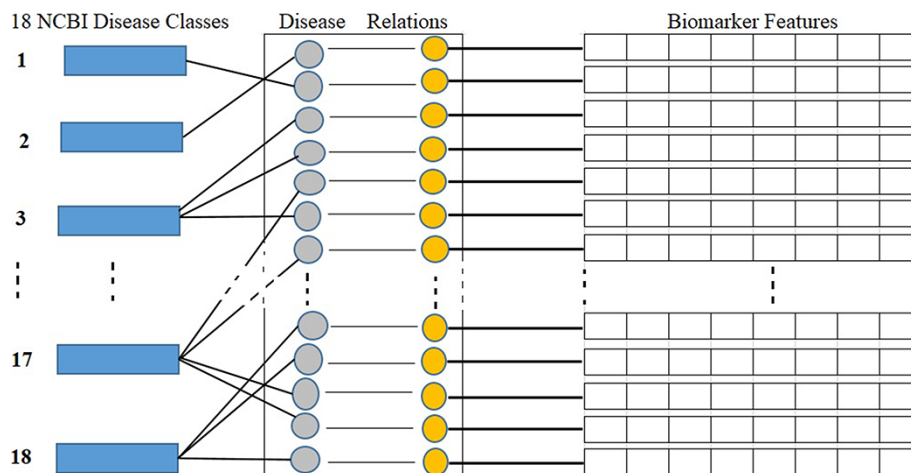 18 NCBI Disease Classes
Disease
Relations
Biomarker Features
1
2
3
17
18